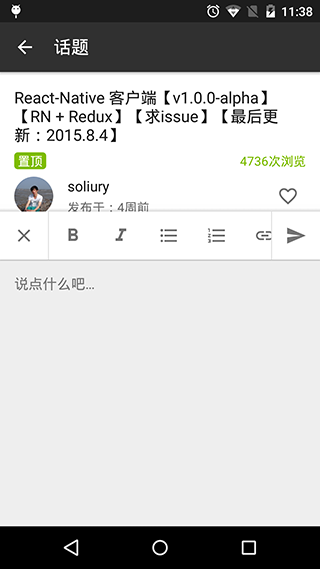 11:38
话题
React-Native 客户端【v1.0.0-alpha】
【RN + Redux】【求issue】【最后更
新：2015.8.4】
置顶
4736次浏览
soliury
发布于：4周前
B I
说点什么吧...